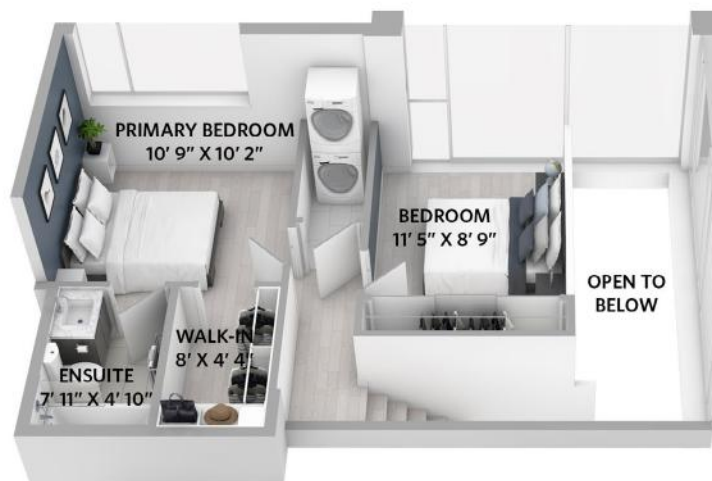 PRIMARY BEDROOM
10' 9" X 10' 2"
BEDROOM
11' 5" X 8' 9"
OPEN TO
BELOW
WALK-IN
8' X 4' 4"
ENSUITE
7' 11" X 4' 10"